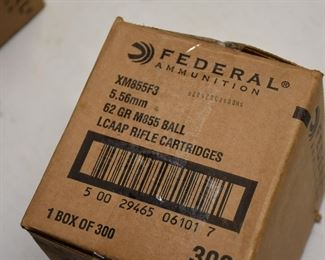 FEDERAL®
AMMUNITION
XM855F3
5.56mm
62 GR M855 BALL
LCAAP RIFLE CARTRIDGES
5 00 29465 06101 7
1 BOX OF 300
300